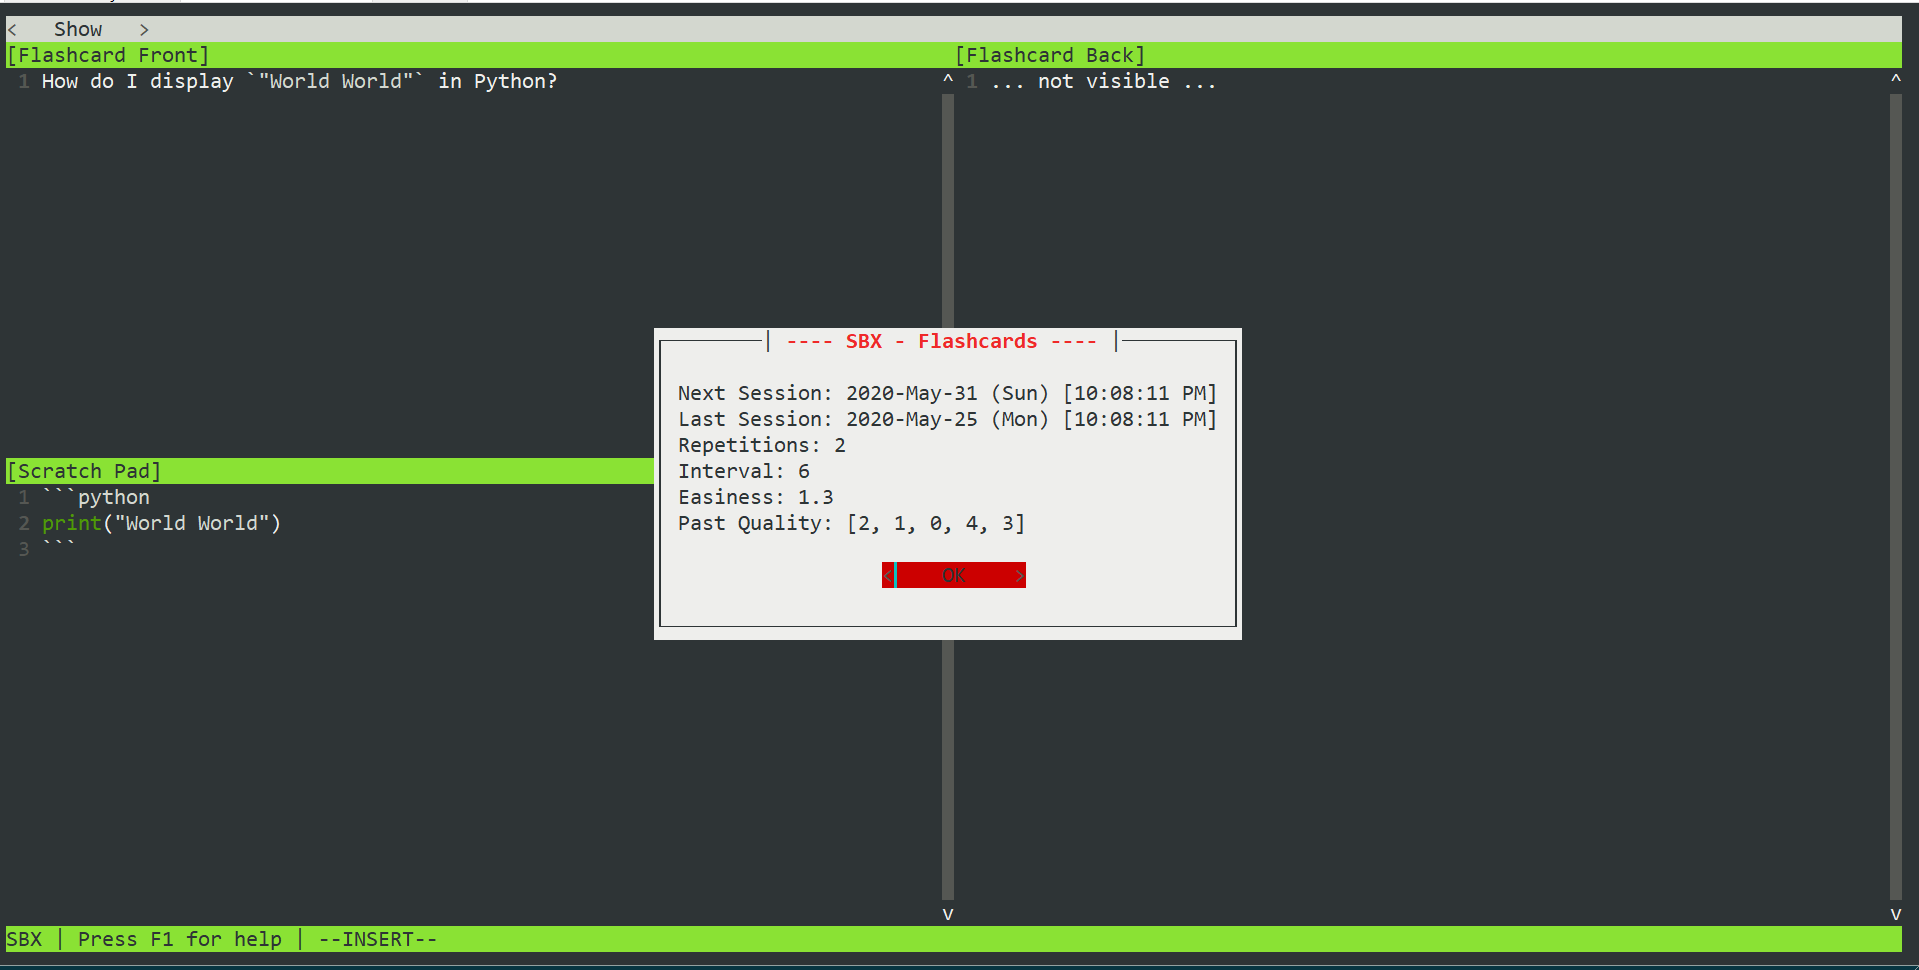 < Show >
[Flashcard Front]
1 How do I display `"World World"` in Python?
[Flashcard Back]
1 ... not visible ...
---- SBX - Flashcards ----
Next Session: 2020-May-31 (Sun) [10:08:11 PM]
Last Session: 2020-May-25 (Mon) [10:08:11 PM]
Repetitions: 2
Interval: 6
Easiness: 1.3
Past Quality: [2, 1, 0, 4, 3]
< OK >
[Scratch Pad]
1 ```python
2 print("World World")
3 ```
SBX | Press F1 for help | --INSERT--